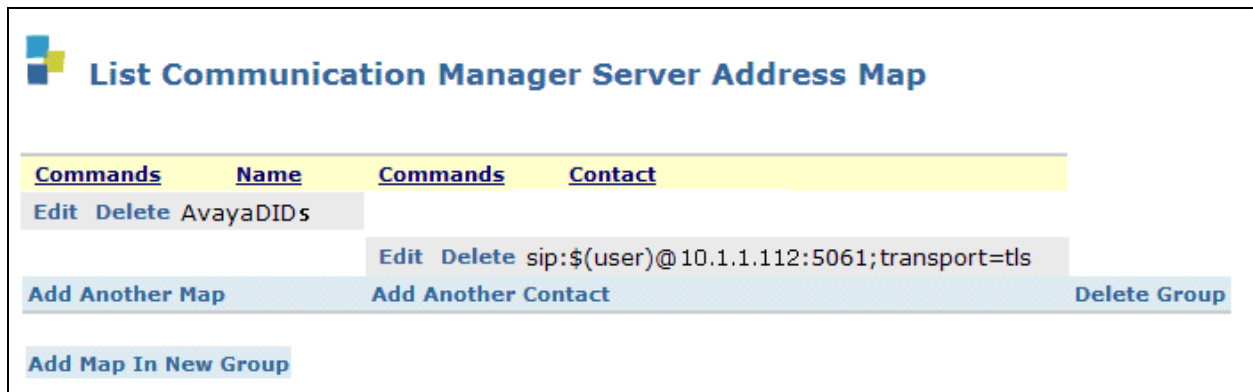 List Communication Manager Server Address Map
Commands Name Commands Contact
Edit Delete AvayaDIDs
Edit Delete sip:$(user)@10.1.1.112:5061;transport=tls
Add Another Map Add Another Contact Delete Group
Add Map In New Group